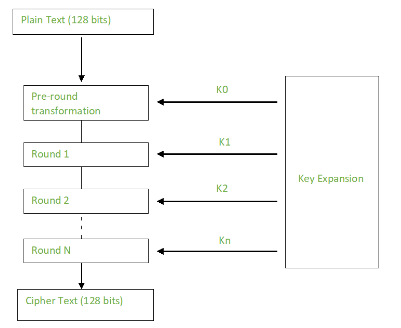 Plain Text (128 bits)
Pre-round
transformation
K0
Round 1
K1
Key Expansion
Round 2
K2
Round N
Kn
Cipher Text (128 bits)